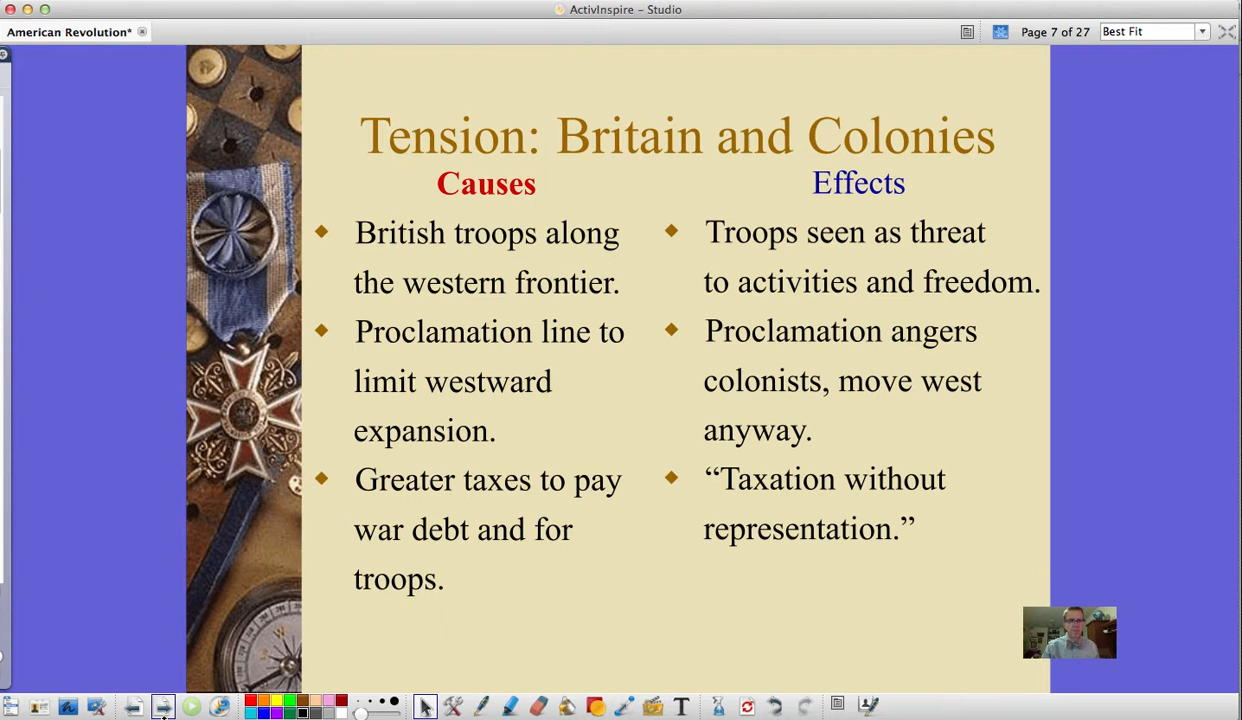 ActivInspire – Studio
American Revolution*
Page 7 of 27
Best Fit
Tension: Britain and Colonies
Causes
British troops along
the western frontier.
Proclamation line to
limit westward
expansion.
Greater taxes to pay
war debt and for
troops.
Effects
Troops seen as threat
to activities and freedom.
Proclamation angers
colonists, move west
anyway.
“Taxation without
representation.”